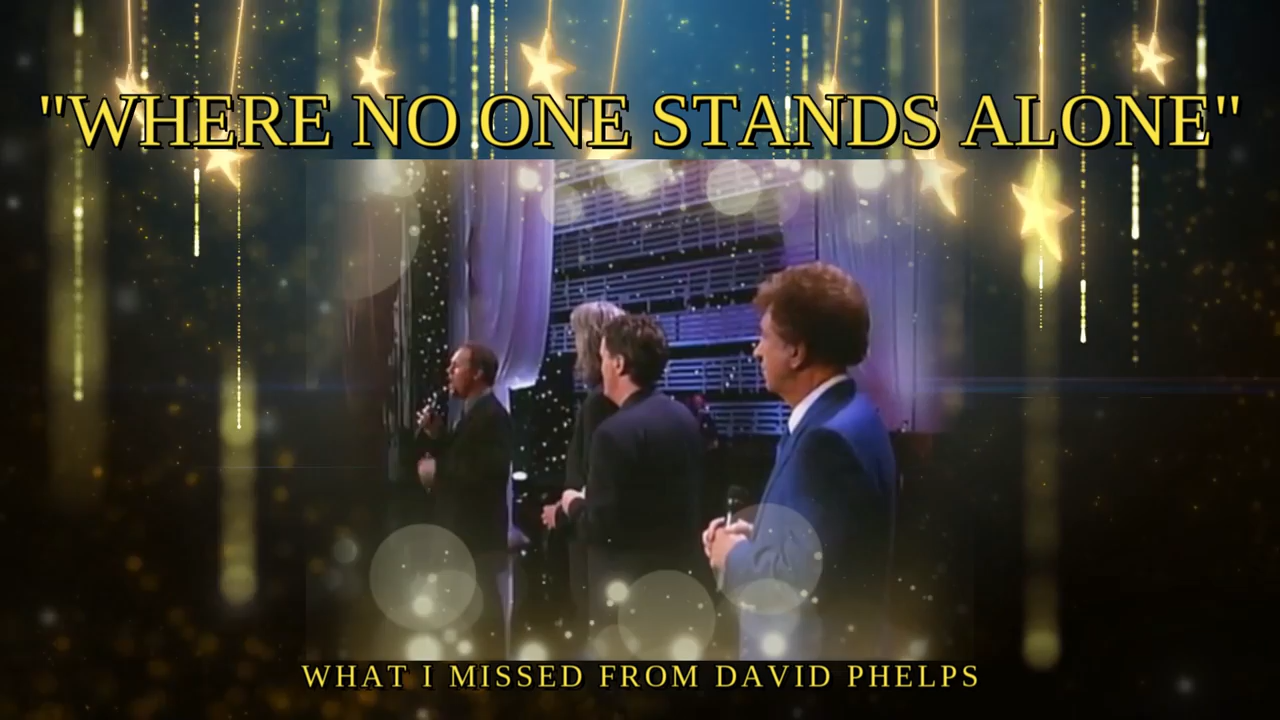 "WHERE NO ONE STANDS ALONE"
WHAT I MISSED FROM DAVID PHELPS